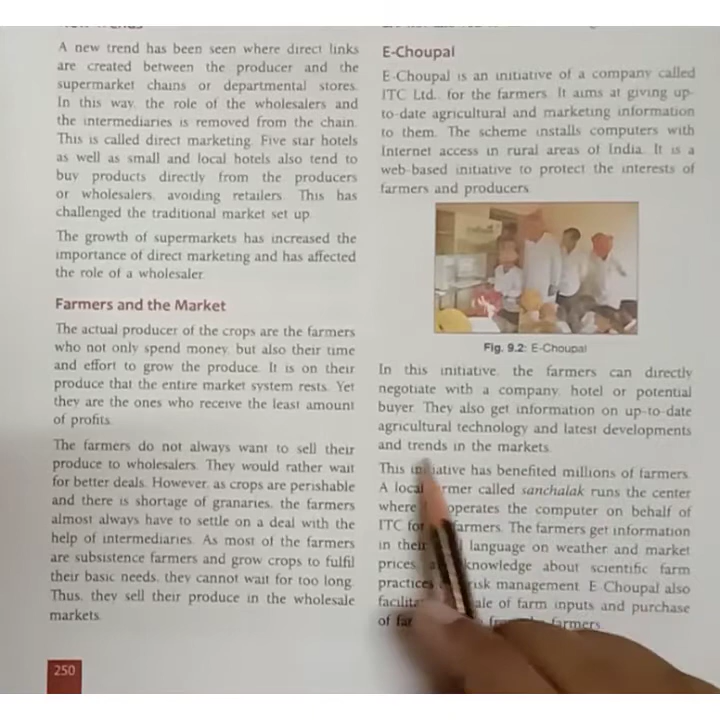 A new trend has been seen where direct links
are created between the producer and the
supermarket chains or departmental stores.
In this way, the role of the wholesalers and
the intermediaries is removed from the chain.
This is called direct marketing. Five star hotels
as well as small and local hotels also tend to
buy products directly from the producers
or wholesalers, avoiding retailers. This has
challenged the traditional market set up.
The growth of supermarkets has increased the
importance of direct marketing and has affected
the role of a wholesaler.
Farmers and the Market
The actual producer of the crops are the farmers
who not only spend money, but also their time
and effort to grow the produce. It is on their
produce that the entire market system rests. Yet
they are the ones who receive the least amount
of profits.
The farmers do not always want to sell their
produce to wholesalers. They would rather wait
for better deals. However, as crops are perishable
and there is shortage of granaries, the farmers
almost always have to settle on a deal with the
help of intermediaries. As most of the farmers
are subsistence farmers and grow crops to fulfil
their basic needs, they cannot wait for too long.
Thus, they sell their produce in the wholesale
markets.
250
E-Choupal
E-Choupal is an initiative of a company called
ITC Ltd., for the farmers. It aims at giving up-
to-date agricultural and marketing information
to them. The scheme installs computers with
Internet access in rural areas of India. It is a
web-based initiative to protect the interests of
farmers and producers.
Fig. 9.2: E-Choupal
In this initiative, the farmers can directly
negotiate with a company, hotel or potential
buyer. They also get information on up-to-date
agricultural technology and latest developments
and trends in the markets.
This has benefited millions of farmers.
A local called sanchalak runs the center
where operates the computer on behalf of
ITC farmers. The farmers get information
in language on weather and market
prices, knowledge about scientific farm
practices risk management. E-Choupal also
of farm inputs and purchase
of farmers.